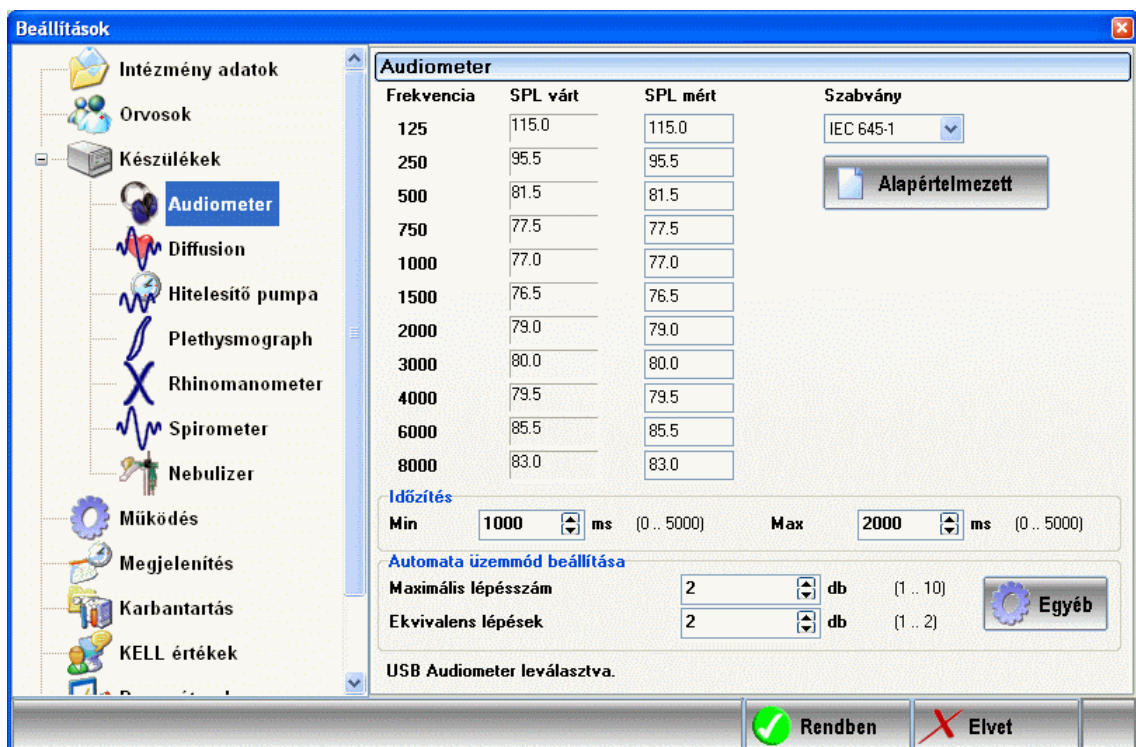 Beállítások
Intézmény adatok
Orvosok
Készülékek
Audiometer
Diffusion
Hitelesítő pumpa
Plethysmograph
Rhinomanometer
Spirometer
Nebulizer
Működés
Megjelenítés
Karbantartás
KELL értékek
Audiometer
Frekvencia SPL várt SPL mért Szabvány
125 115.0 115.0 IEC 645-1
250 95.5 95.5
500 81.5 81.5 Alapértelmezett
750 77.5 77.5
1000 77.0 77.0
1500 76.5 76.5
2000 79.0 79.0
3000 80.0 80.0
4000 79.5 79.5
6000 85.5 85.5
8000 83.0 83.0
Időzítés
Min 1000 ms (0 .. 5000) Max 2000 ms (0 .. 5000)
Automata üzemmód beállítása
Maximális lépésszám 2 db (1 .. 10)
Ekvivalens lépések 2 db (1 .. 2)
Egyéb
USB Audiometer leválasztva.
Rendben Elvet